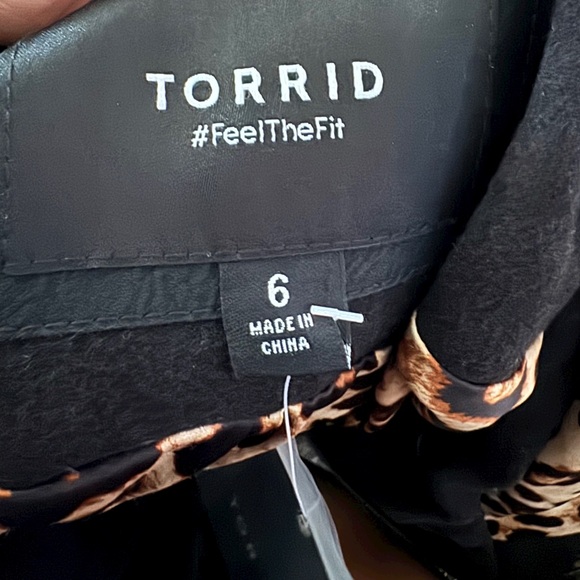 TORRID
#FeelTheFit
6
MADE IN
CHINA